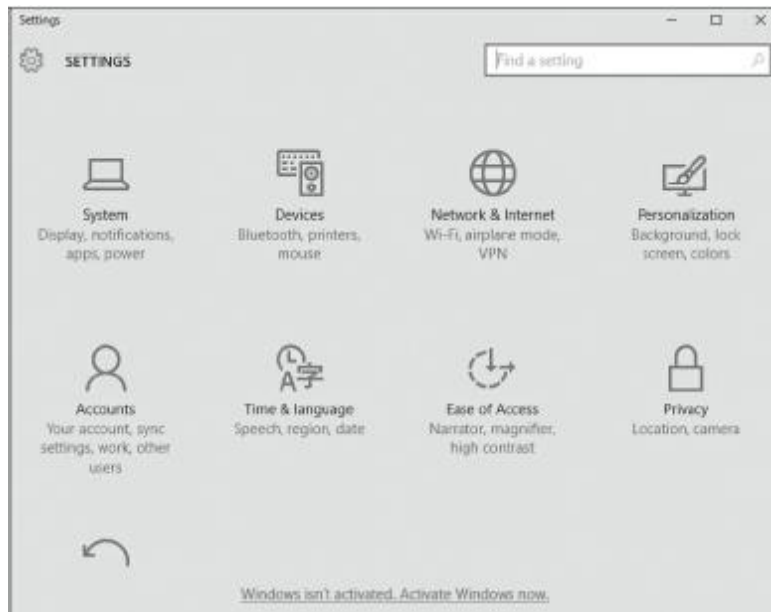 Settings
SETTINGS
Find a setting
System
Display, notifications,
apps, power
Devices
Bluetooth, printers,
mouse
Network & Internet
Wi-Fi, airplane mode,
VPN
Personalization
Background, lock
screen, colors
Accounts
Your account, sync
settings, work, other
users
Time & language
Speech, region, date
Ease of Access
Narrator, magnifier,
high contrast
Privacy
Location, camera
Windows isn't activated. Activate Windows now.